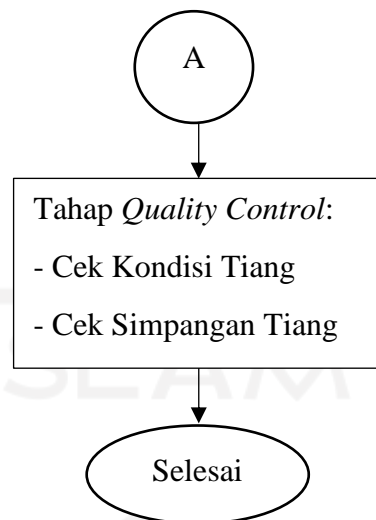 A
Tahap Quality Control:
- Cek Kondisi Tiang
- Cek Simpangan Tiang
Selesai